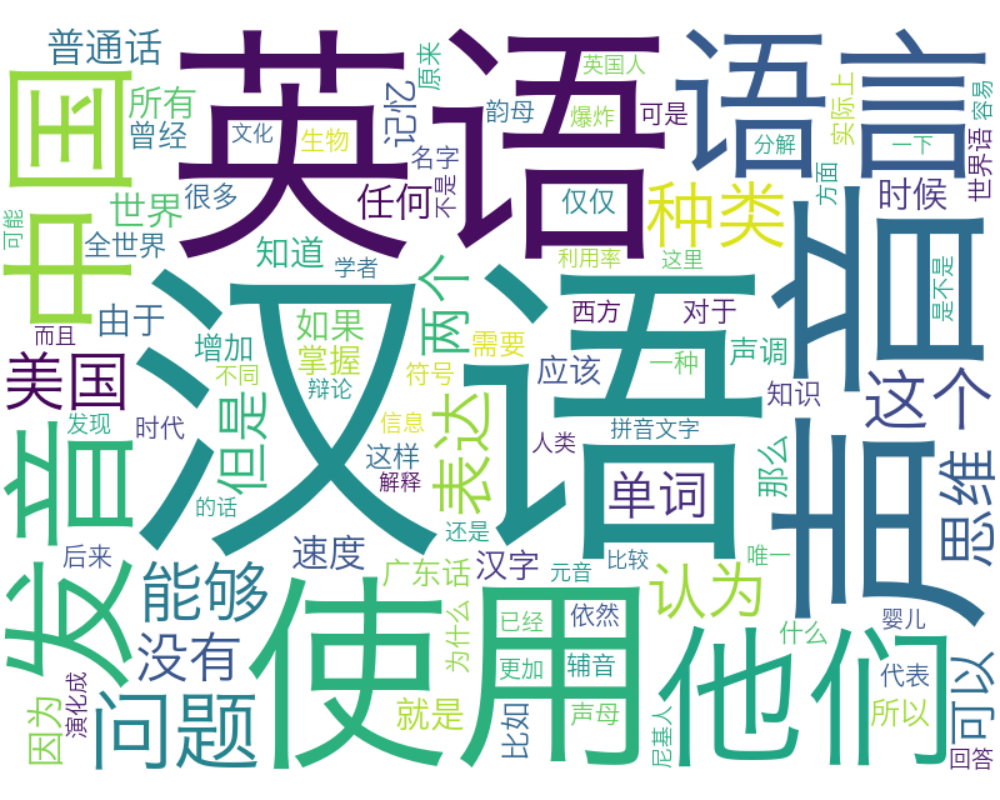 普通话
中国
所有
曾经
英语
文化
生物
记忆
原来
韵母
英国人
爆炸
可是
语言
分解
实际上
一下
容易
世界语
名字
不是
任何
仅仅
种类
方面
时候
可能
世界
很多
全世界
知道
学者
两个
利用率
这里
声音
是不是
而且
由于
增加
如果
掌握
不同
辩论
需要
符号
西方
对于
应该
一种
声调
知识
这个
美国
发现
时代
汉语
但是
信息
表达
人类
拼音文字
单词
那么
思维
发音
这样
解释
的话
还是
后来
速度
广东话
汉字
元音
比较
唯一
能够
认为
没有
使用
为什么
已经
依然
更加
辅音
声母
他们
什么
婴儿
代表
所以
可以
因为
演化成
问题
就是
比如
尼基人
回答